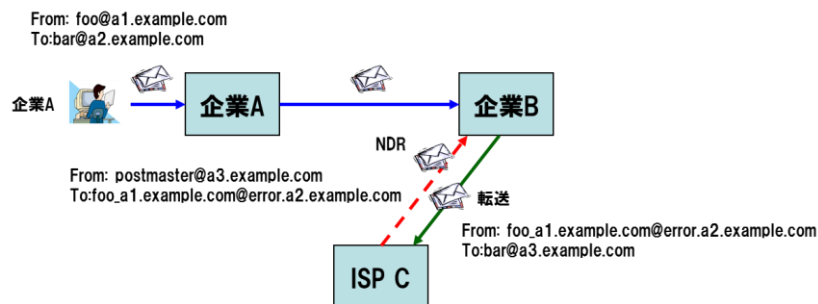 From: foo@a1.example.com
To:bar@a2.example.com
企業A
企業A
企業B
NDR
From: postmaster@a3.example.com
To:foo_a1.example.com@error.a2.example.com
転送
From: foo_a1.example.com@error.a2.example.com
To:bar@a3.example.com
ISP C